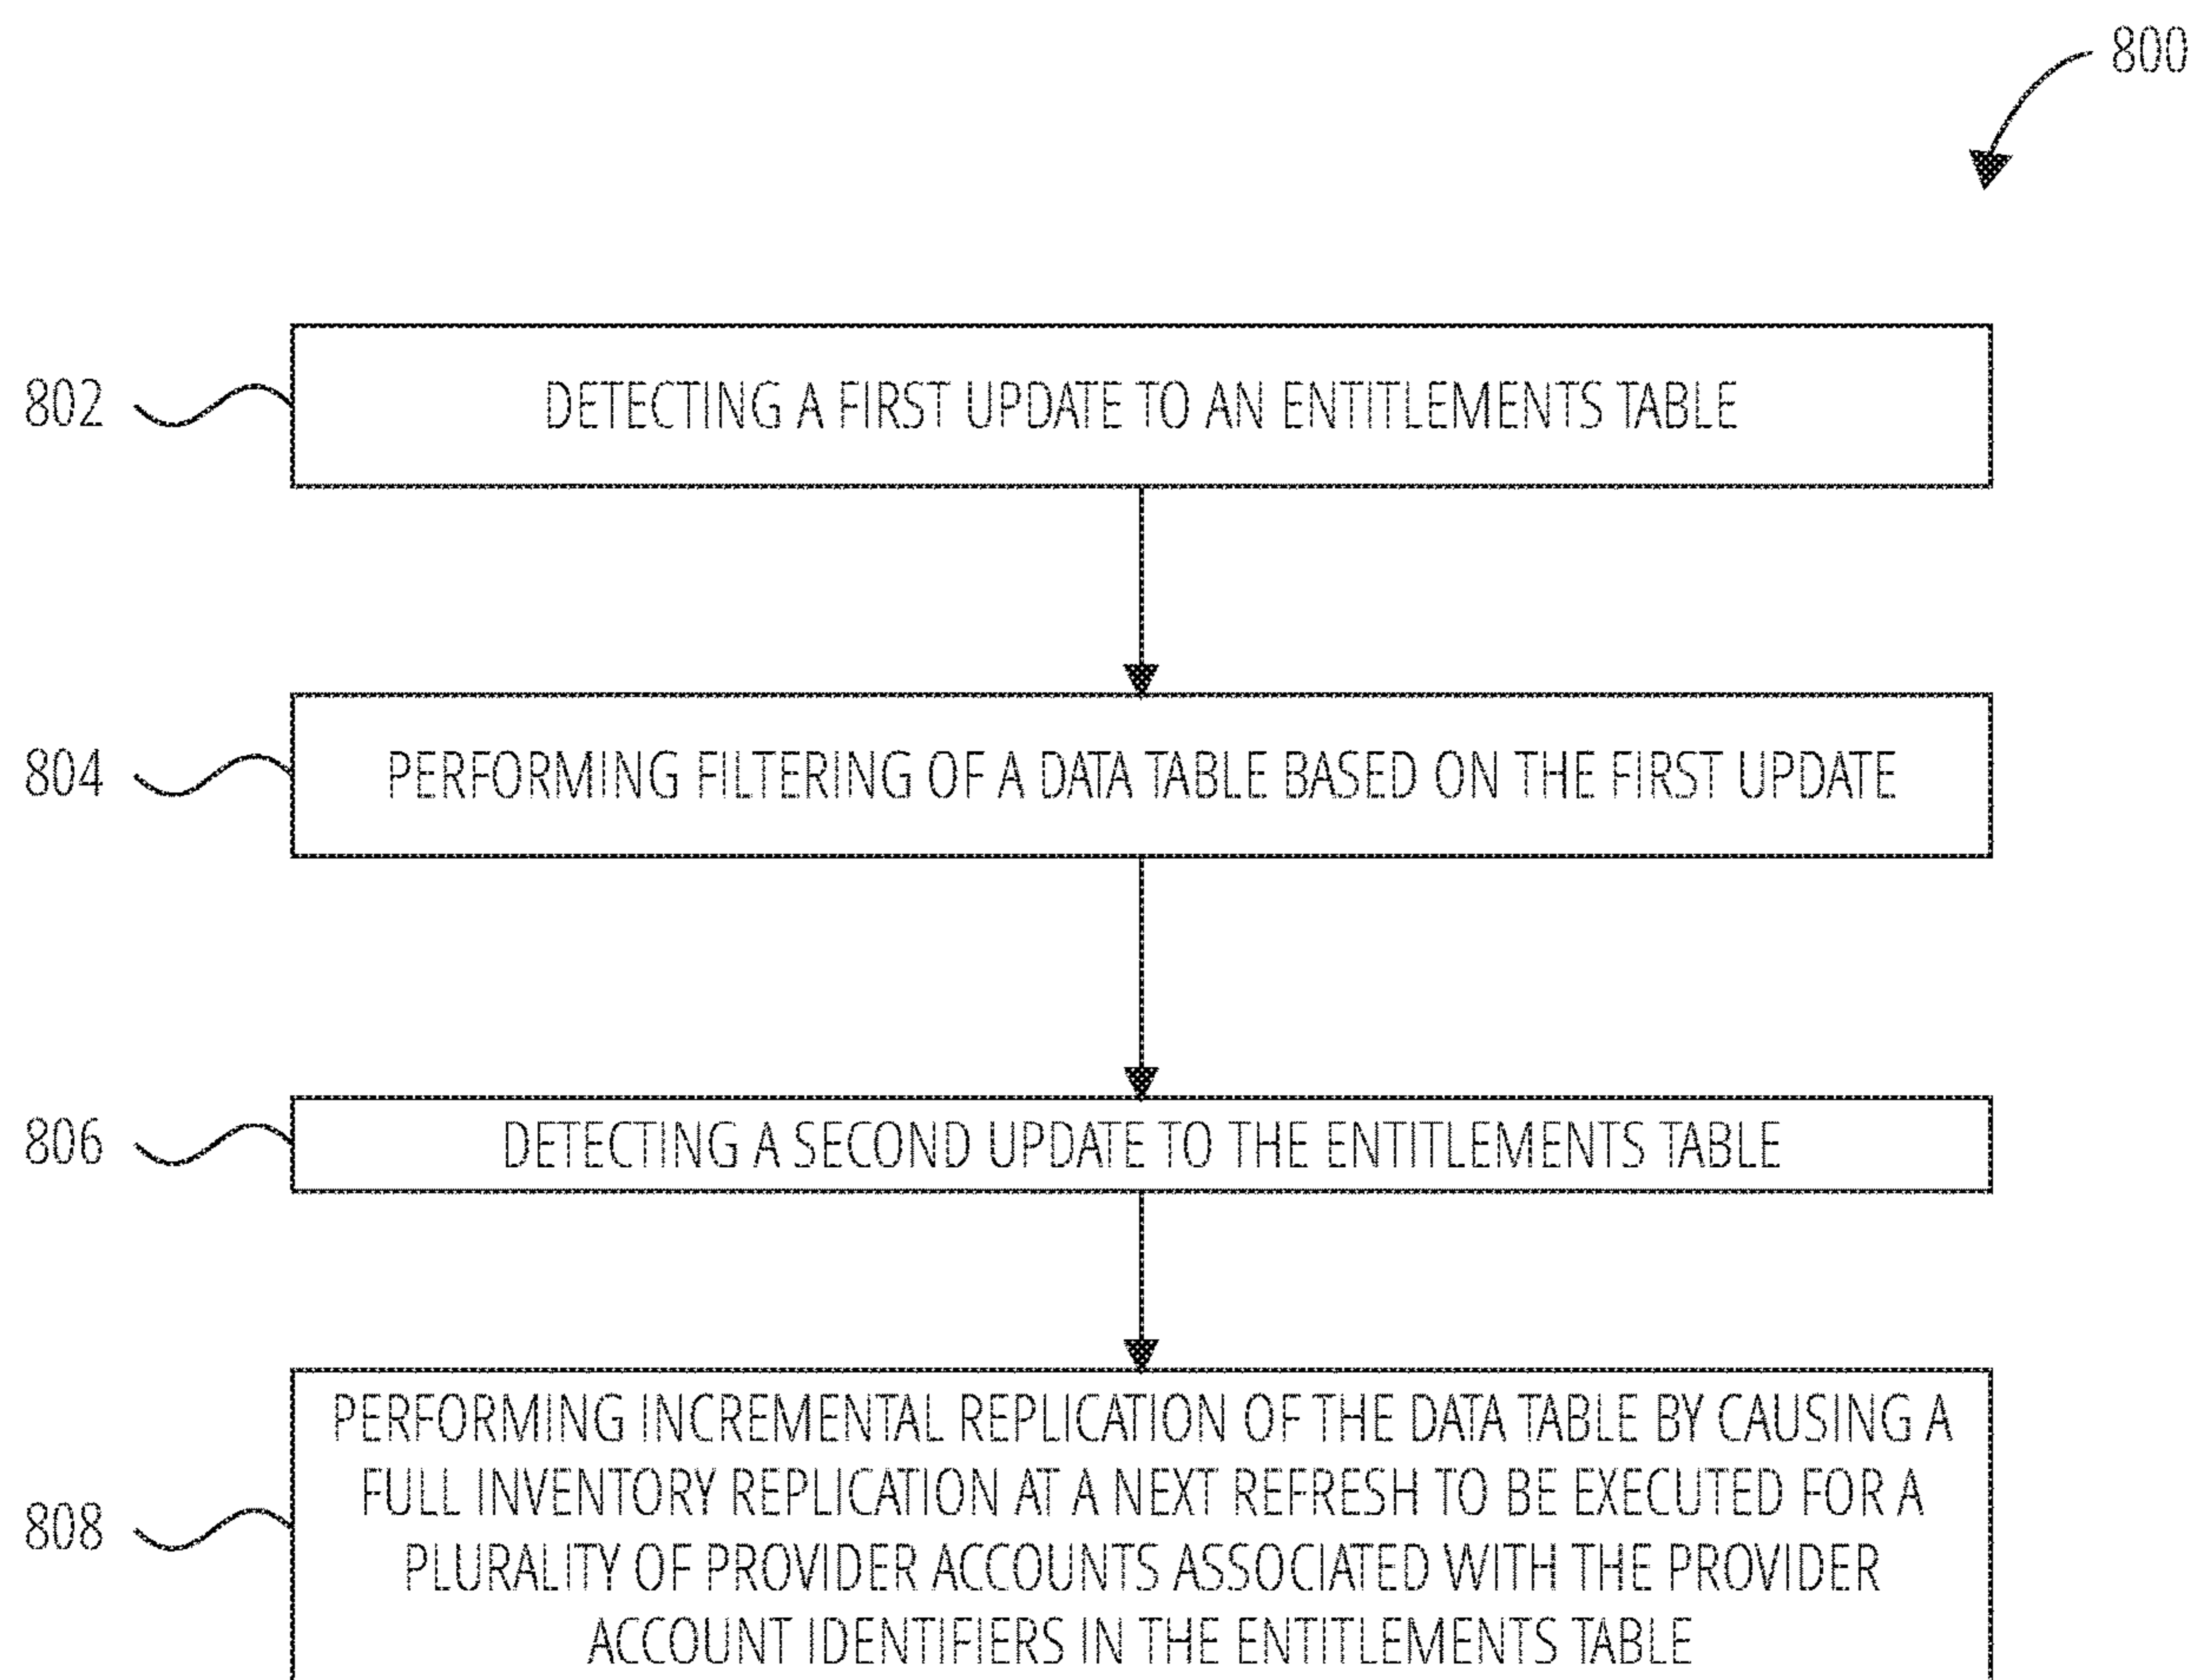 800
802
DETECTING A FIRST UPDATE TO AN ENTITLEMENTS TABLE
804
PERFORMING FILTERING OF A DATA TABLE BASED ON THE FIRST UPDATE
806
DETECTING A SECOND UPDATE TO THE ENTITLEMENTS TABLE
808
PERFORMING INCREMENTAL REPLICATION OF THE DATA TABLE BY CAUSING A
FULL INVENTORY REPLICATION AT A NEXT REFRESH TO BE EXECUTED FOR A
PLURALITY OF PROVIDER ACCOUNTS ASSOCIATED WITH THE PROVIDER
ACCOUNT IDENTIFIERS IN THE ENTITLEMENTS TABLE